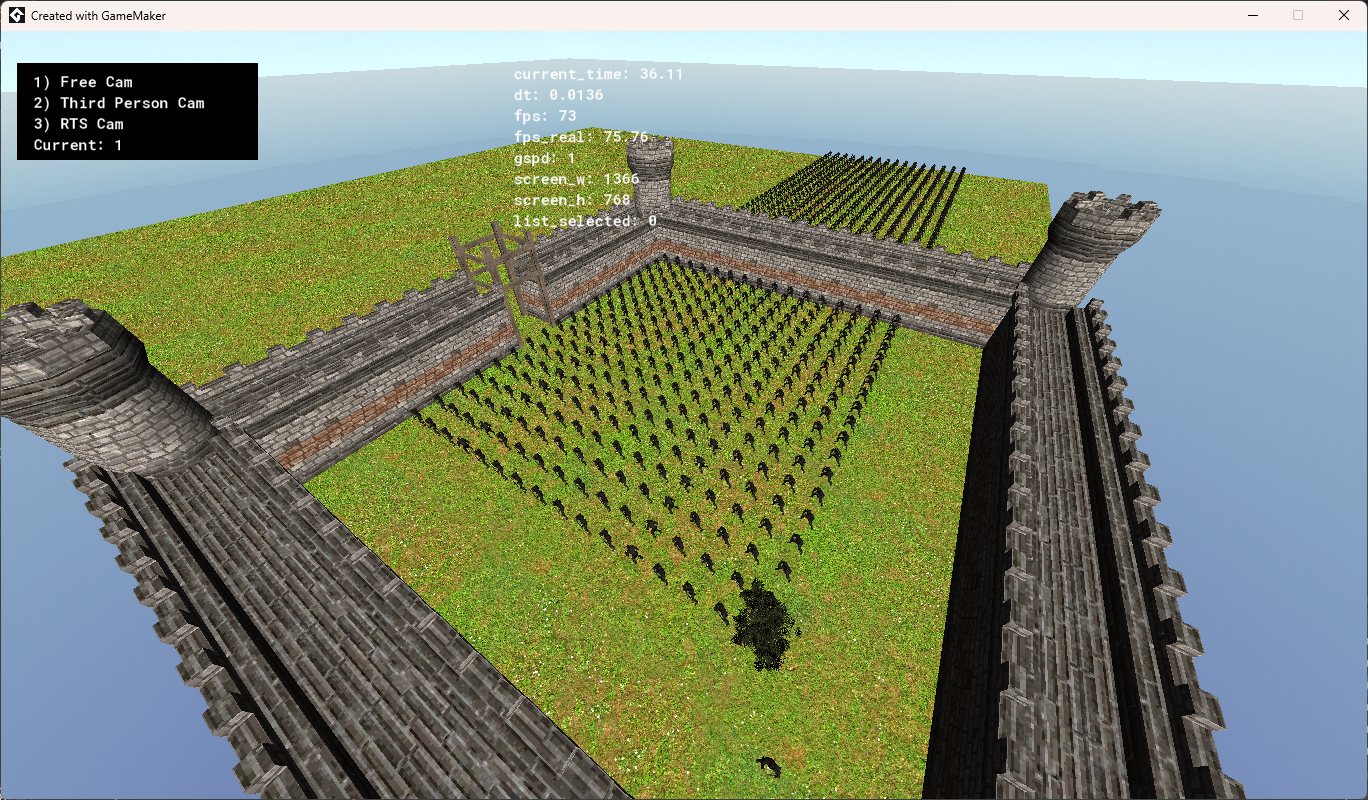 Created with GameMaker
1) Free Cam
2) Third Person Cam
3) RTS Cam
Current: 1
current_time: 36.11
dt: 0.0136
fps: 73
fps_real: 75.76
gspd: 1
screen_w: 1366
screen_h: 768
list_selected: 0